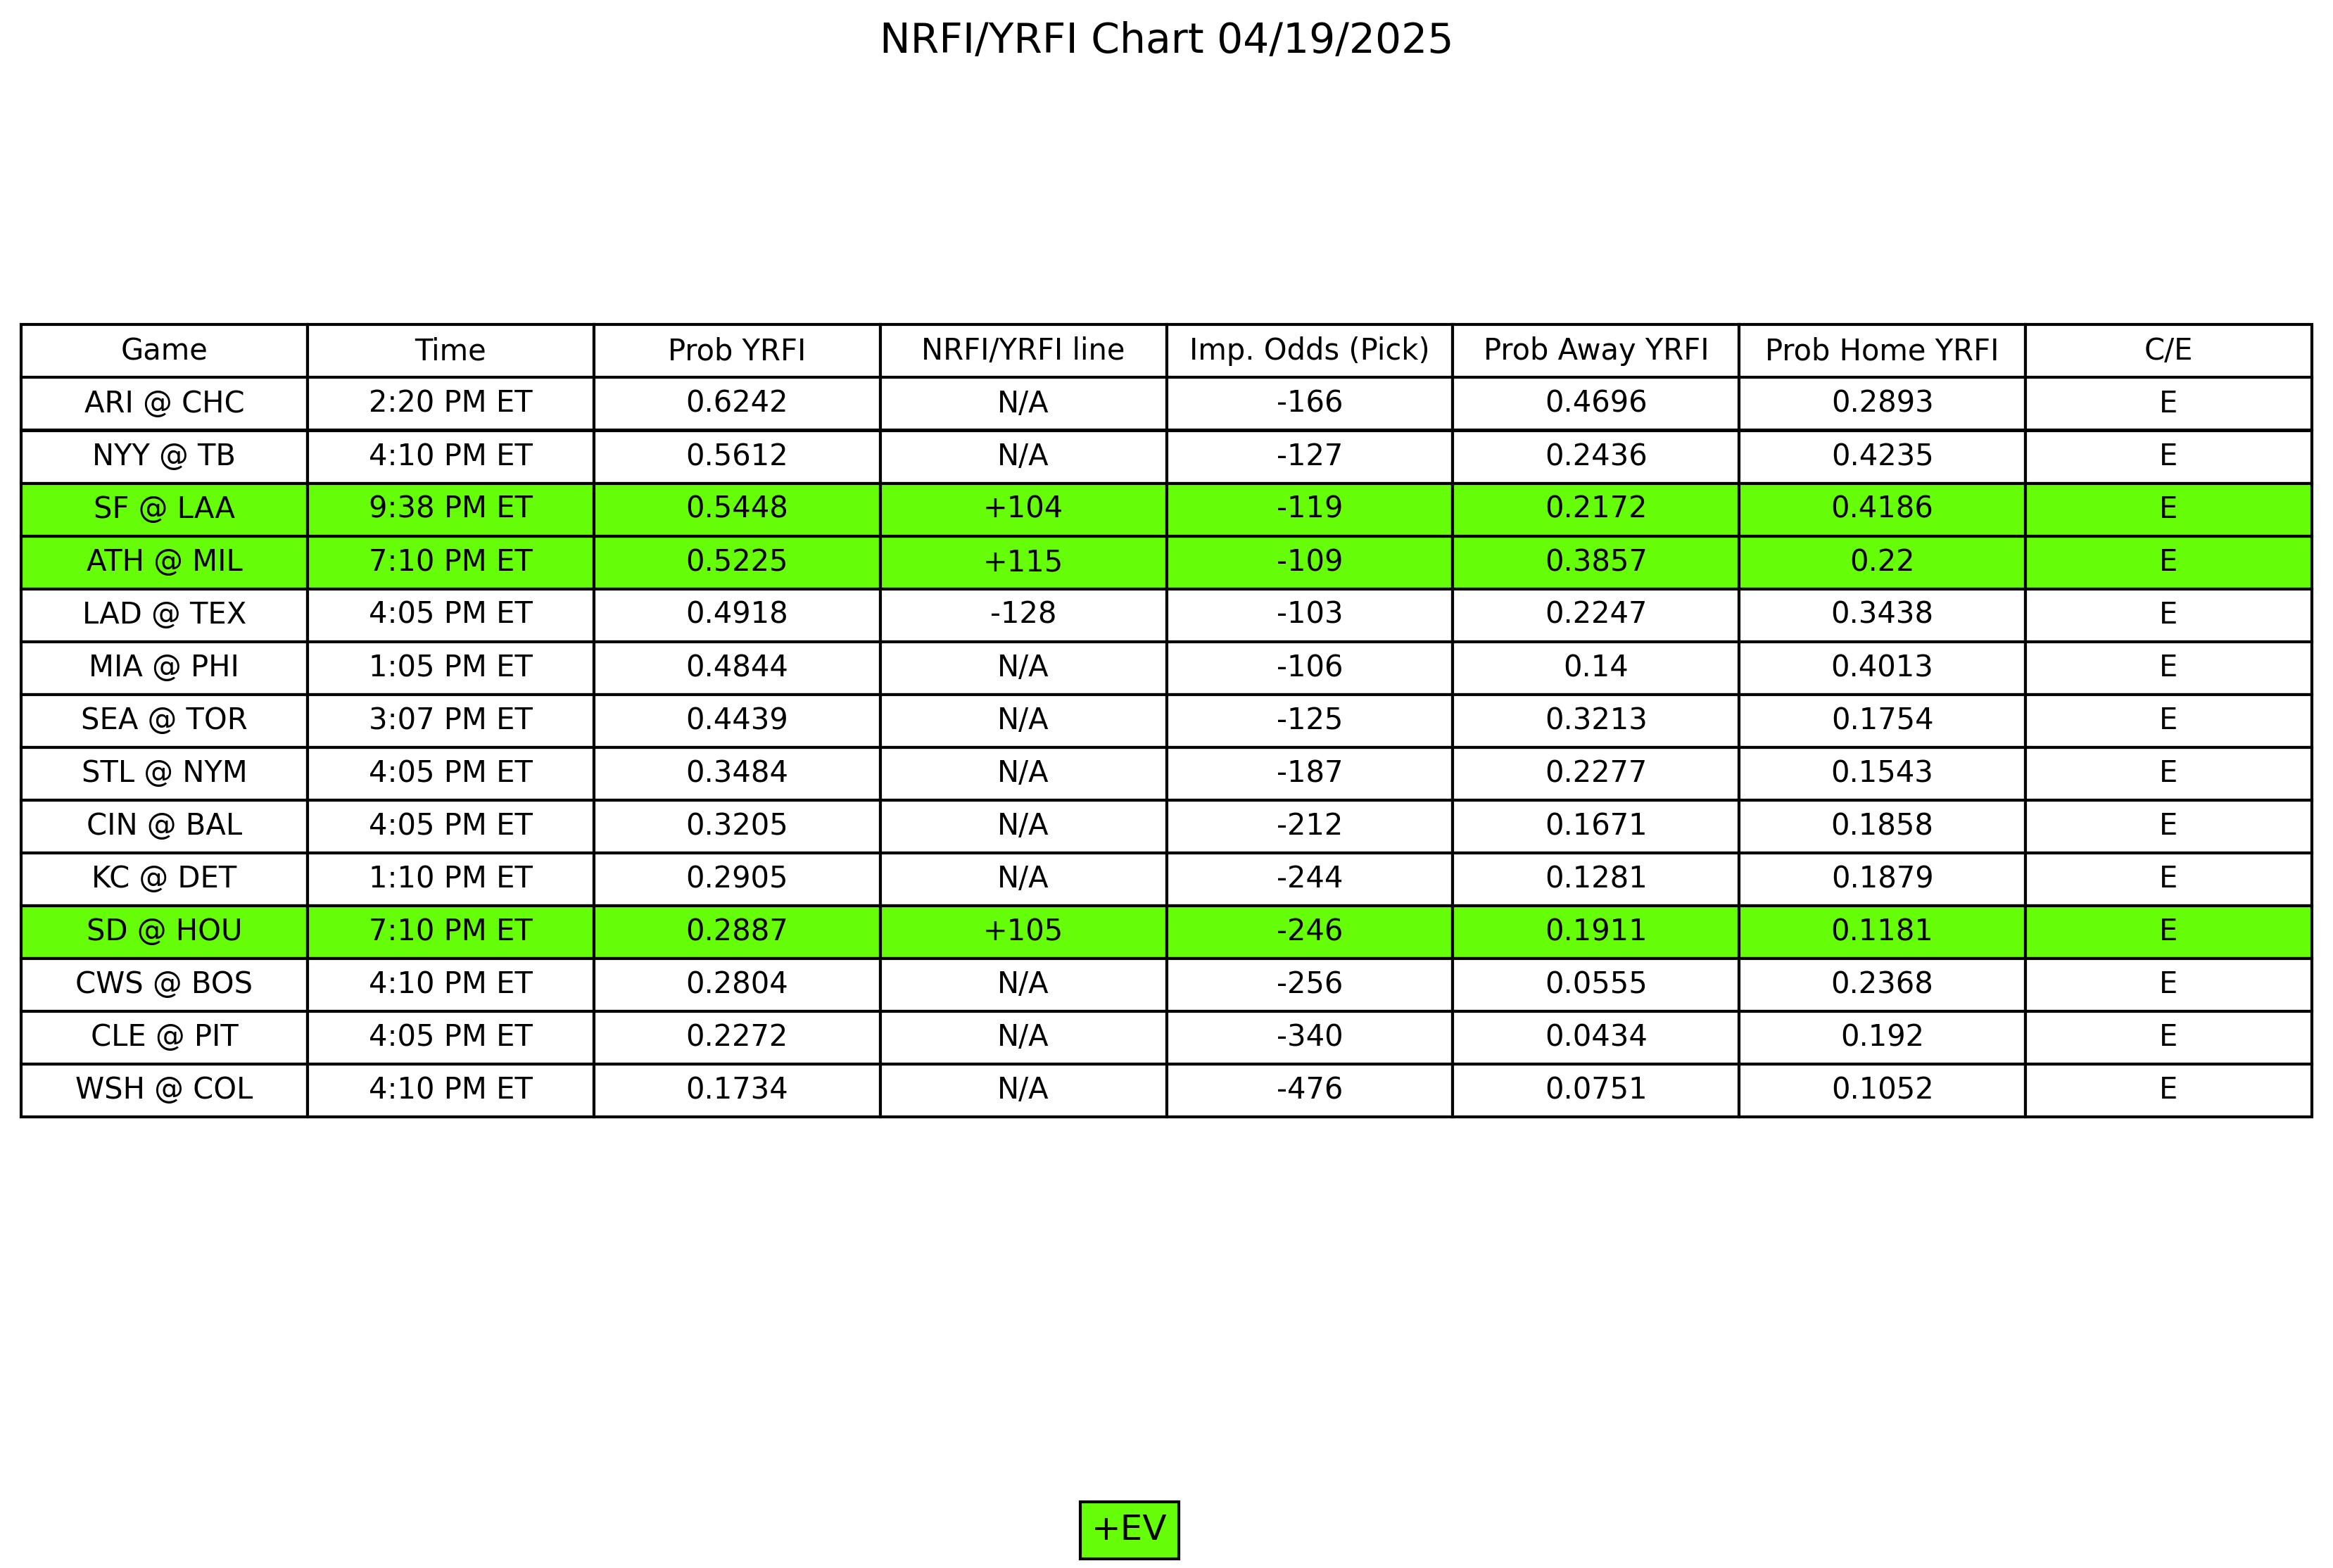 NRFI/YRFI Chart 04/19/2025
Game Time Prob YRFI NRFI/YRFI line Imp. Odds (Pick) Prob Away YRFI Prob Home YRFI C/E
ARI @ CHC 2:20 PM ET 0.6242 N/A -166 0.4696 0.2893 E
NYY @ TB 4:10 PM ET 0.5612 N/A -127 0.2436 0.4235 E
SF @ LAA 9:38 PM ET 0.5448 +104 -119 0.2172 0.4186 E
ATH @ MIL 7:10 PM ET 0.5225 +115 -109 0.3857 0.22 E
LAD @ TEX 4:05 PM ET 0.4918 -128 -103 0.2247 0.3438 E
MIA @ PHI 1:05 PM ET 0.4844 N/A -106 0.14 0.4013 E
SEA @ TOR 3:07 PM ET 0.4439 N/A -125 0.3213 0.1754 E
STL @ NYM 4:05 PM ET 0.3484 N/A -187 0.2277 0.1543 E
CIN @ BAL 4:05 PM ET 0.3205 N/A -212 0.1671 0.1858 E
KC @ DET 1:10 PM ET 0.2905 N/A -244 0.1281 0.1879 E
SD @ HOU 7:10 PM ET 0.2887 +105 -246 0.1911 0.1181 E
CWS @ BOS 4:10 PM ET 0.2804 N/A -256 0.0555 0.2368 E
CLE @ PIT 4:05 PM ET 0.2272 N/A -340 0.0434 0.192 E
WSH @ COL 4:10 PM ET 0.1734 N/A -476 0.0751 0.1052 E
+EV